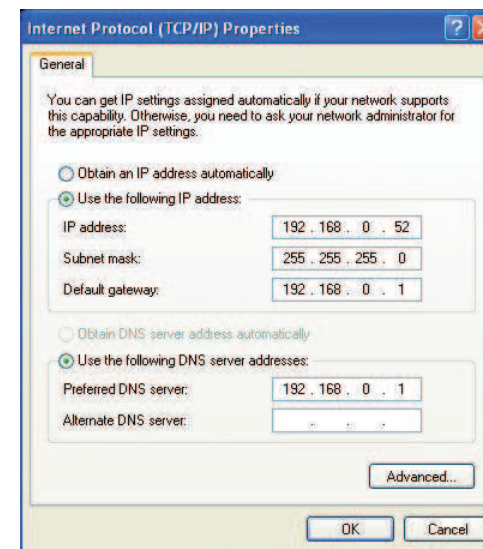 Internet Protocol (TCP/IP) Properties
General
You can get IP settings assigned automatically if your network supports
this capability. Otherwise, you need to ask your network administrator for
the appropriate IP settings.
Obtain an IP address automatically
Use the following IP address:
IP address: 192 . 168 . 0 . 52
Subnet mask: 255 . 255 . 255 . 0
Default gateway: 192 . 168 . 0 . 1
Obtain DNS server address automatically
Use the following DNS server addresses:
Preferred DNS server: 192 . 168 . 0 . 1
Alternate DNS server: . . .
Advanced...
OK Cancel